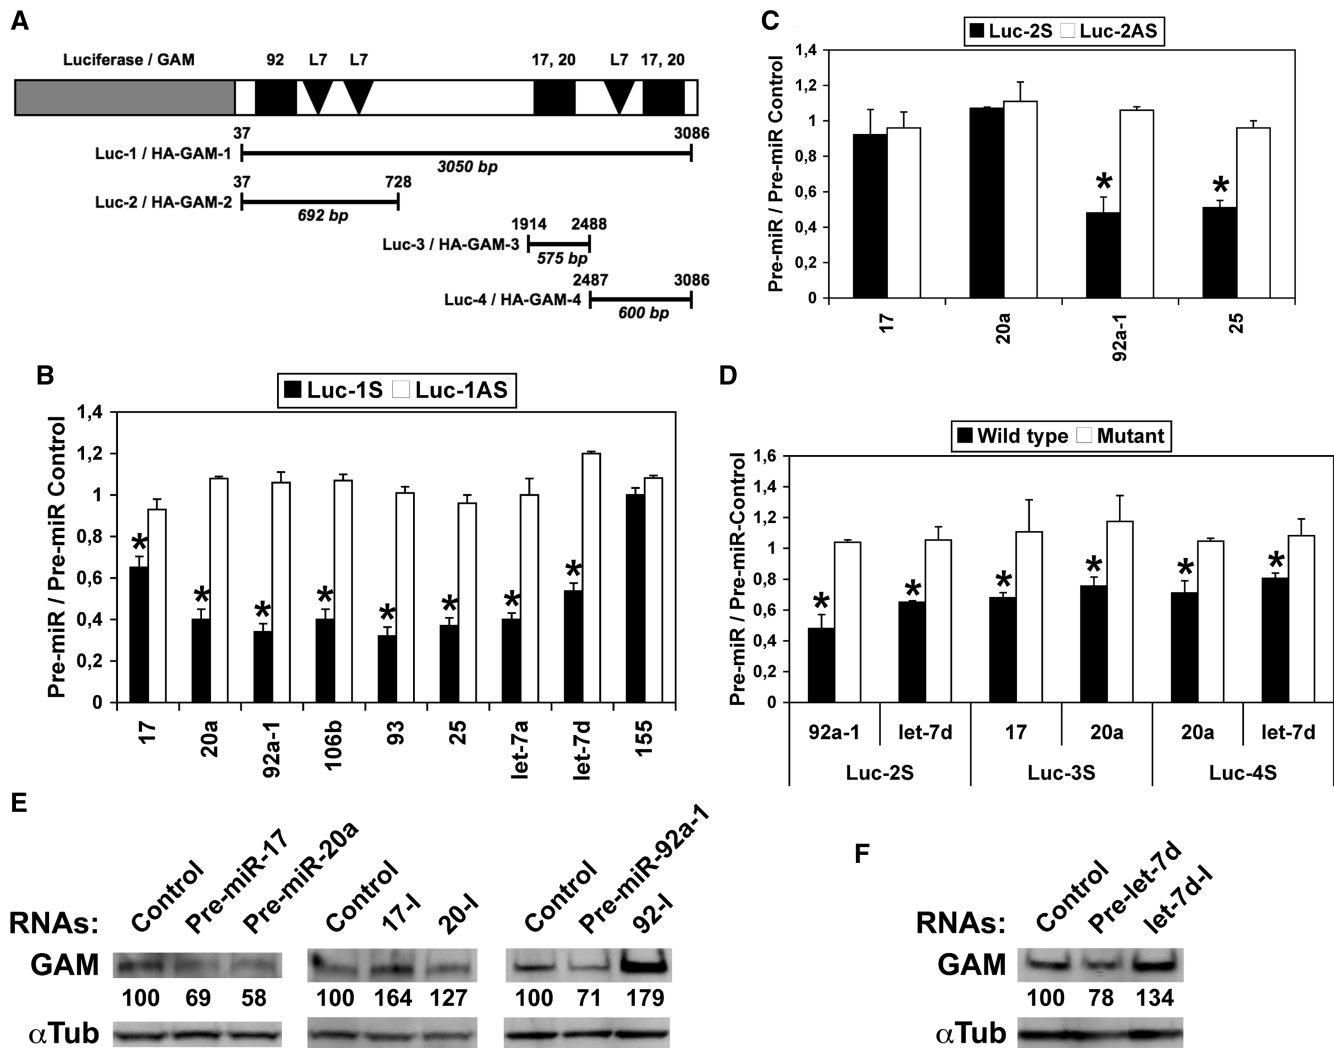 A
Luciferase / GAM
92 L7 L7 17, 20 L7 17, 20
37 3086
Luc-1 / HA-GAM-1
3050 bp
37 728
Luc-2 / HA-GAM-2
692 bp
1914 2488
Luc-3 / HA-GAM-3
575 bp
2487 3086
Luc-4 / HA-GAM-4
600 bp
B
Luc-1S Luc-1AS
Pre-miR / Pre-miR Control
1,4
1,2
1
0,8
0,6
0,4
0,2
0
* * * * * * * *
17 20a 92a-1 106b 93 25 let-7a let-7d 155
C
Luc-2S Luc-2AS
Pre-miR / Pre-miR Control
1,4
1,2
1
0,8
0,6
0,4
0,2
0
* *
17 20a 92a-1 25
D
Wild type Mutant
Pre-miR / Pre-miR-Control
1,6
1,4
1,2
1
0,8
0,6
0,4
0,2
0
* * * * * *
92a-1 let-7d 17 20a 20a let-7d
Luc-2S Luc-3S Luc-4S
E
RNAs: Control Pre-miR-17 Pre-miR-20a Control 17-I 20-I Control Pre-miR-92a-1 92-I
GAM
100 69 58 100 164 127 100 71 179
αTub
F
RNAs: Control Pre-let-7d let-7d-I
GAM
100 78 134
αTub